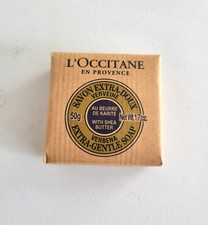 L'OCCITANE
EN PROVENCE
SAVON EXTRA-DOUX
VERVEINE
AU BEURRE
DE KARITÉ
50g
Net Wt. 1.7 oz.
WITH SHEA
BUTTER
VERBENA
EXTRA-GENTLE SOAP